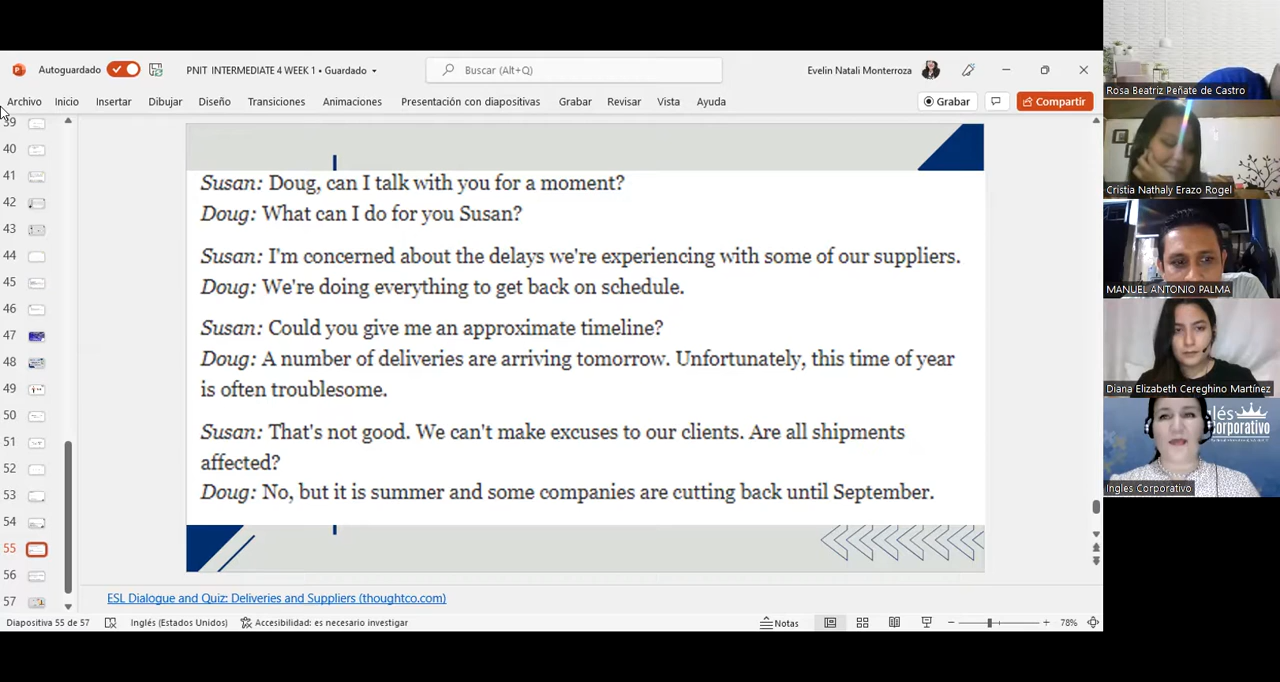 Autoguardado PNIT INTERMEDIATE 4 WEEK 1 • Guardado Buscar (Alt+Q) Evelin Natali Monterroza
Archivo Inicio Insertar Dibujar Diseño Transiciones Animaciones Presentación con diapositivas Grabar Revisar Vista Ayuda Grabar Compartir
39
40
41
42
43
44
45
46
47
48
49
50
51
52
53
54
55
56
57
Susan: Doug, can I talk with you for a moment?
Doug: What can I do for you Susan?
Susan: I'm concerned about the delays we're experiencing with some of our suppliers.
Doug: We're doing everything to get back on schedule.
Susan: Could you give me an approximate timeline?
Doug: A number of deliveries are arriving tomorrow. Unfortunately, this time of year
is often troublesome.
Susan: That's not good. We can't make excuses to our clients. Are all shipments
affected?
Doug: No, but it is summer and some companies are cutting back until September.
ESL Dialogue and Quiz: Deliveries and Suppliers (thoughtco.com)
Diapositiva 55 de 57 Inglés (Estados Unidos) Accesibilidad: es necesario investigar Notas 78%
Rosa Beatriz Peñate de Castro
Cristia Nathaly Erazo Rogel
MANUEL ANTONIO PALMA
Diana Elizabeth Cereghino Martínez
Ingles Corporativo